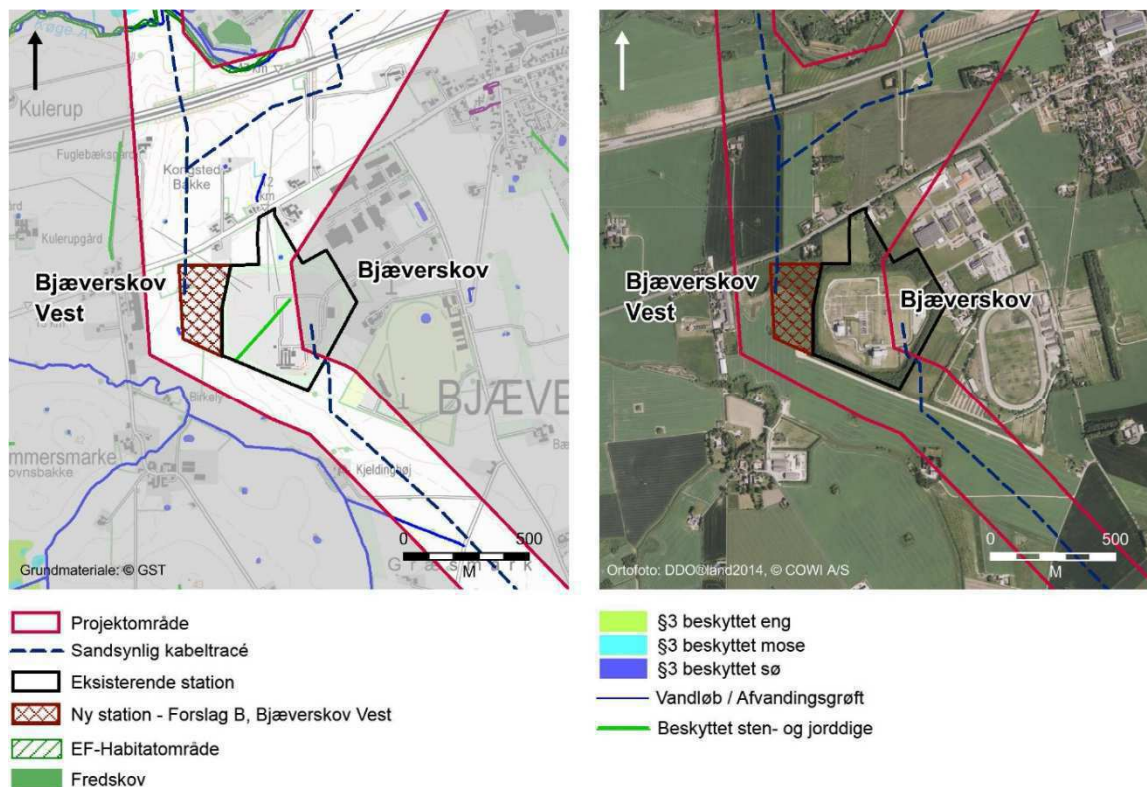 Køge Å
Kulerup
Fuglebæksgård
Kongsted
Bakke
Kulerupgård
Bjæverskov
Vest
Bjæverskov
Birkely
BJÆVE
Kjeldinghøj
ovnsbakke
0 500
M
Græsmark
Grundmateriale: © GST
Bjæverskov
Vest
Bjæverskov
0 500
M
Ortofoto: DDO®land2014, © COWI A/S
Projektområde
Sandsynlig kabeltracé
Eksisterende station
Ny station - Forslag B, Bjæverskov Vest
EF-Habitatområde
Fredskov
§3 beskyttet eng
§3 beskyttet mose
§3 beskyttet sø
Vandløb / Afvandingsgrøft
Beskyttet sten- og jorddige